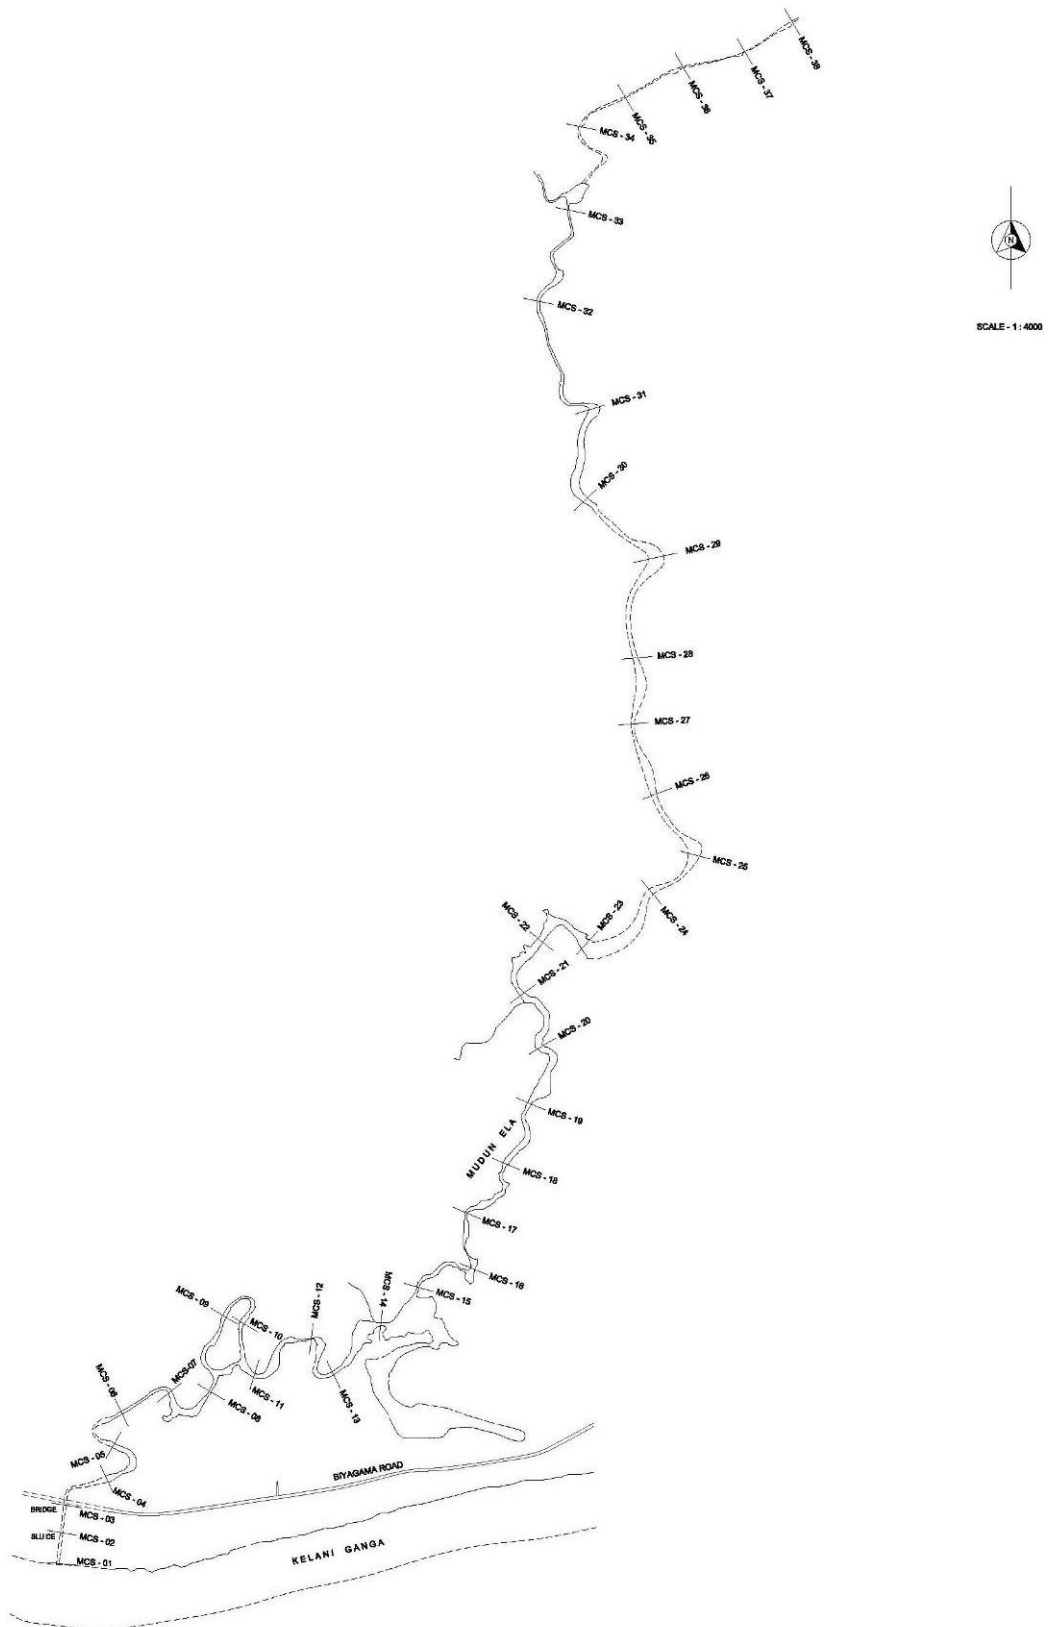 MCS - 38
MCS - 37
MCS - 36
MCS - 35
MCS - 34
MCS - 33
N
MCS - 32
SCALE - 1 : 4000
MCS - 31
MCS - 30
MCS - 29
MCS - 28
MCS - 27
MCS - 26
MCS - 25
MCS - 24
MCS - 23
MCS - 22
MCS - 21
MCS - 20
MCS - 19
MUDUN ELA
MCS - 18
MCS - 17
MCS - 16
MCS - 15
MCS - 14
MCS - 12
MCS - 09
MCS - 10
MCS-07
MCS - 06
MCS - 08
MCS - 11
MCS - 13
MCS - 05
MCS - 04
BIYAGAMA ROAD
BRIDGE
MCS - 03
SLUICE
MCS - 02
MCS - 01
KELANI GANGA